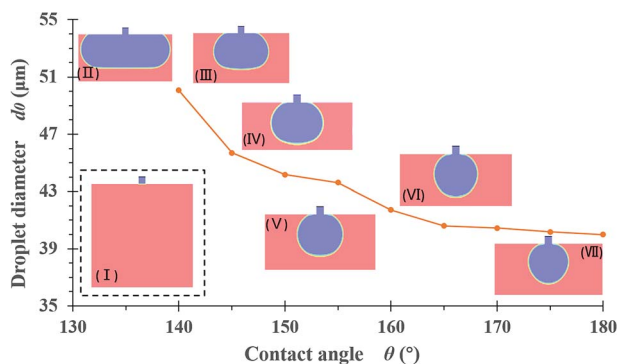 55
51
47
43
39
35
Droplet diameter dθ (μm)
(II)
(III)
(IV)
(V)
(VI)
(VII)
(I)
130
140
150
160
170
180
Contact angle θ (°)